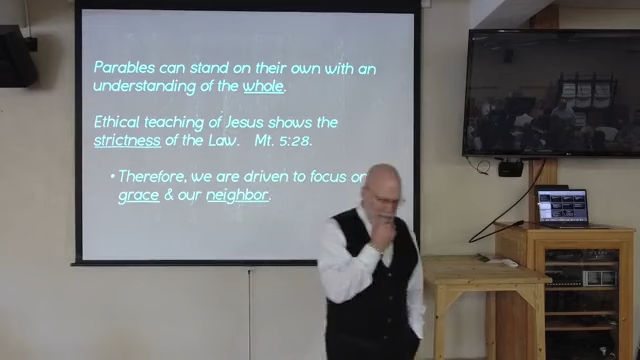 Parables can stand on their own with an
understanding of the whole.
Ethical teaching of Jesus shows the
strictness of the Law. Mt. 5:28.
• Therefore, we are driven to focus on
grace & our neighbor.